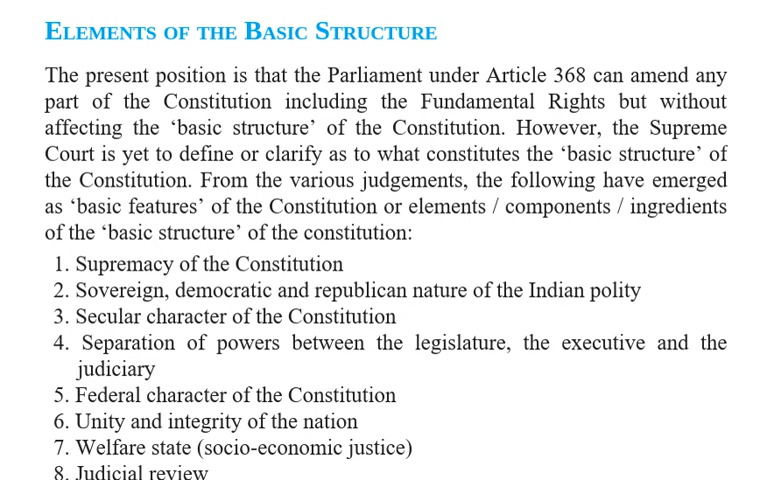 ELEMENTS OF THE BASIC STRUCTURE
The present position is that the Parliament under Article 368 can amend any
part of the Constitution including the Fundamental Rights but without
affecting the ‘basic structure’ of the Constitution. However, the Supreme
Court is yet to define or clarify as to what constitutes the ‘basic structure’ of
the Constitution. From the various judgements, the following have emerged
as ‘basic features’ of the Constitution or elements / components / ingredients
of the ‘basic structure’ of the constitution:
1. Supremacy of the Constitution
2. Sovereign, democratic and republican nature of the Indian polity
3. Secular character of the Constitution
4. Separation of powers between the legislature, the executive and the
judiciary
5. Federal character of the Constitution
6. Unity and integrity of the nation
7. Welfare state (socio-economic justice)
8. Judicial review